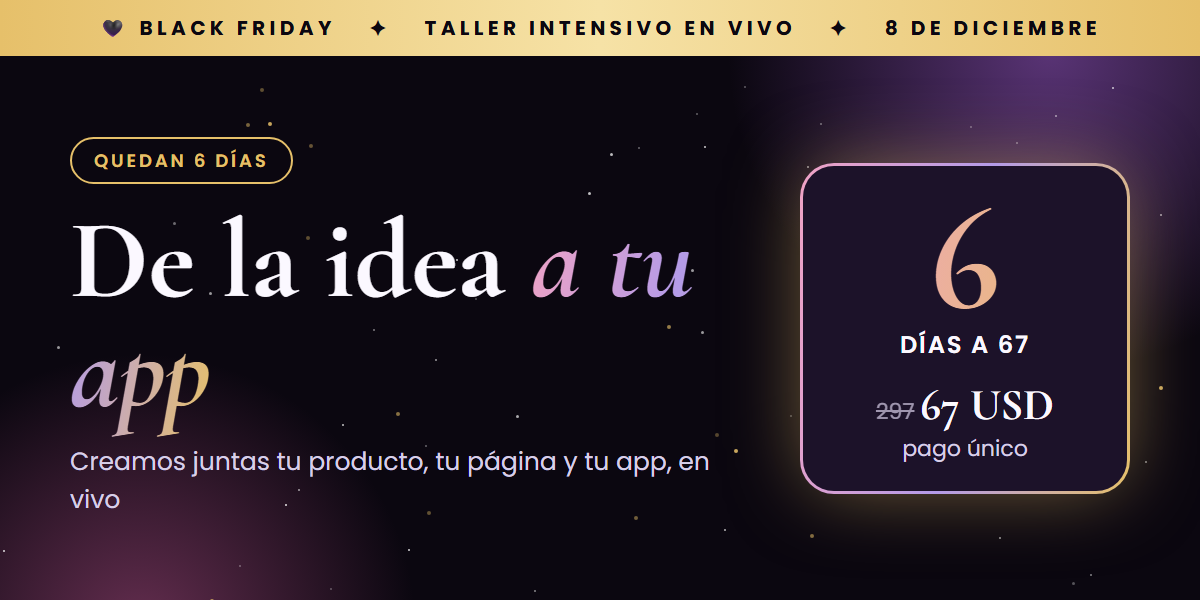 🖤 BLACK FRIDAY ✦ TALLER INTENSIVO EN VIVO ✦ 8 DE DICIEMBRE
QUEDAN 6 DÍAS
De la idea a tu
app
Creamos juntas tu producto, tu página y tu app, en
vivo
6
DÍAS A 67
297 67 USD
pago único